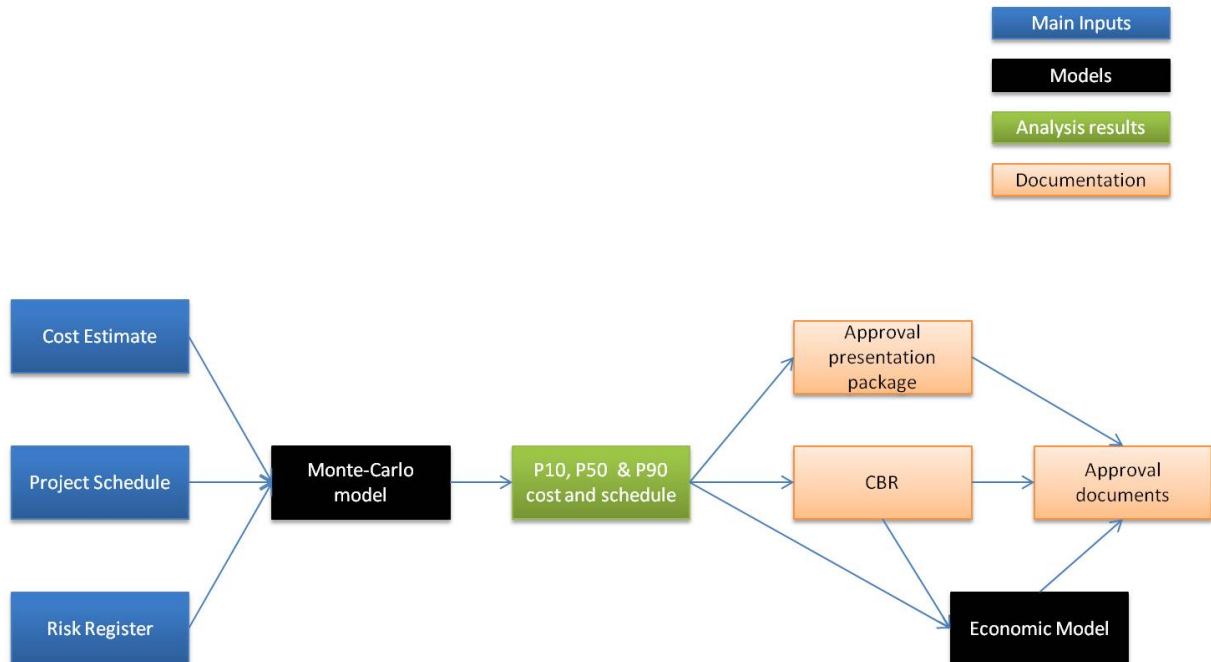 Main Inputs
Models
Analysis results
Documentation
Cost Estimate
Approval
presentation
package
Project Schedule
Monte-Carlo
model
P10, P50 & P90
cost and schedule
CBR
Approval
documents
Risk Register
Economic Model